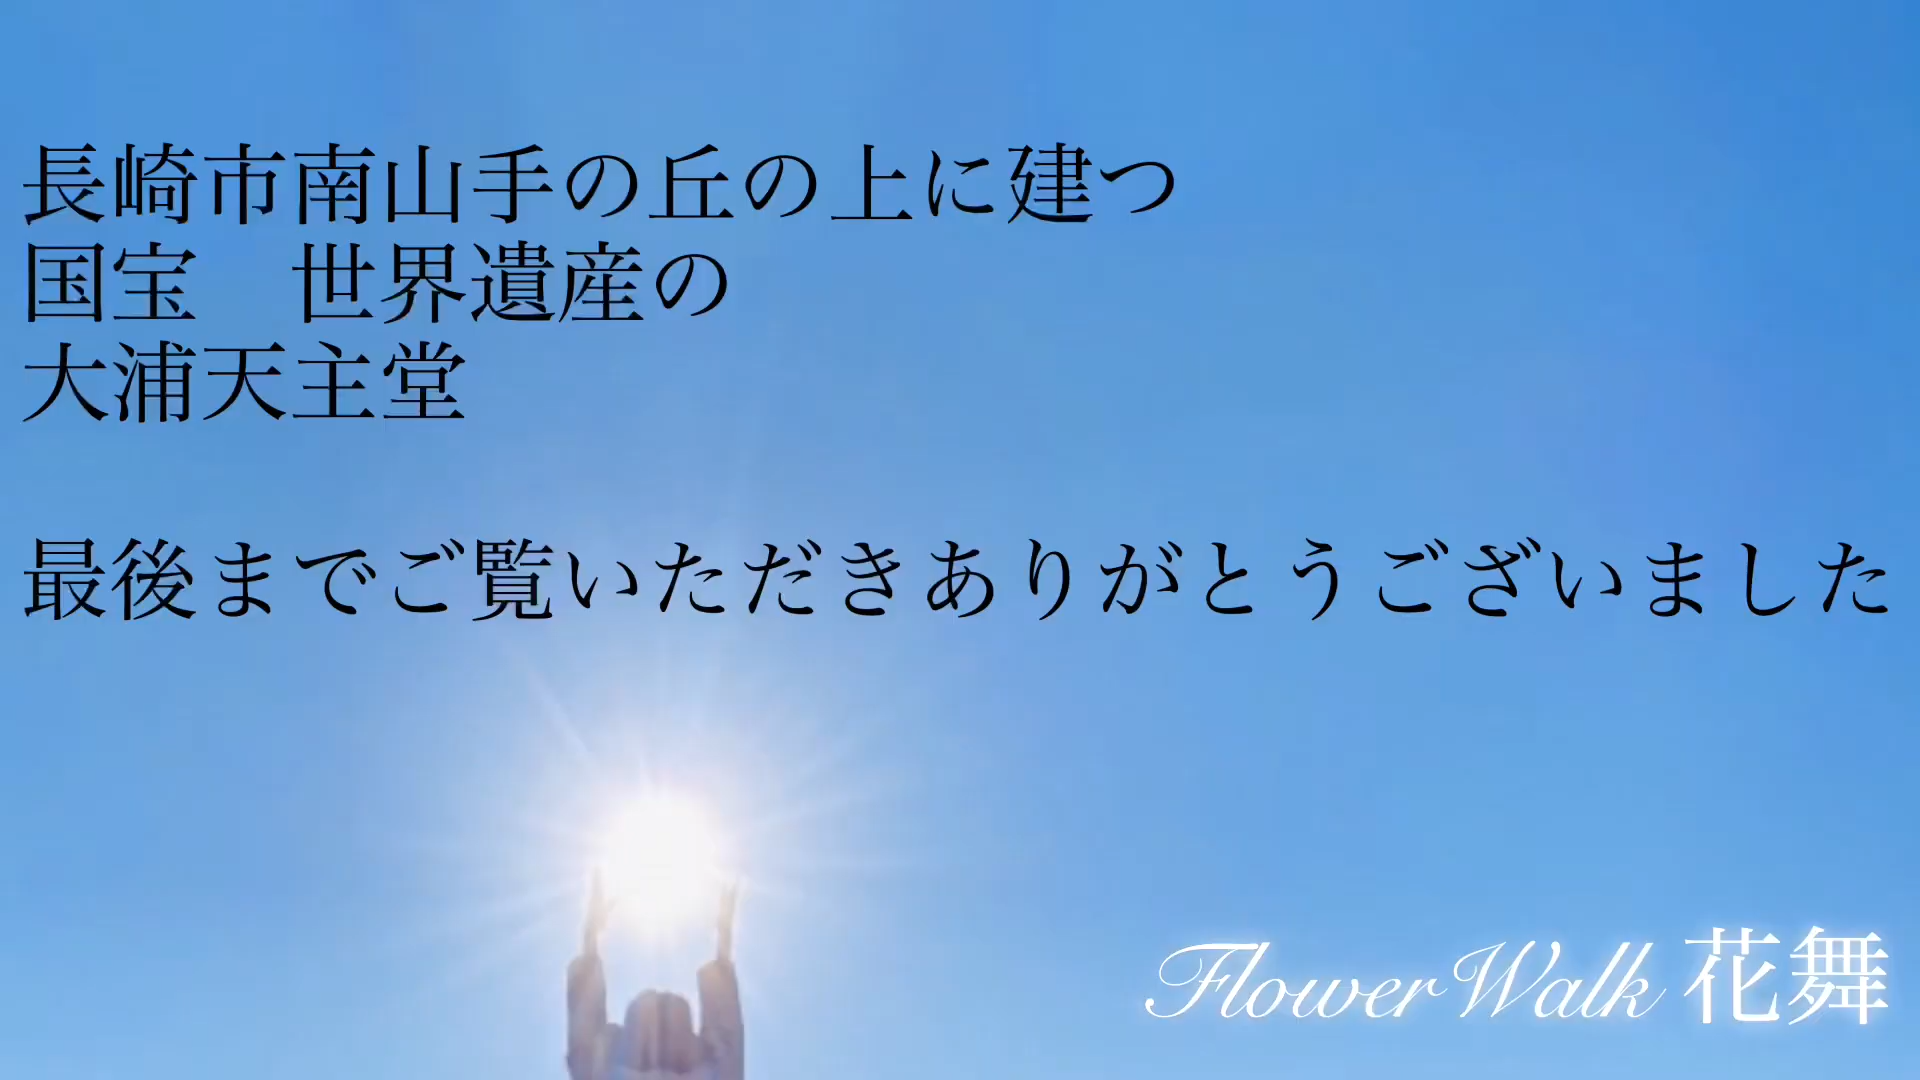 長崎市南山手の丘の上に建つ
国宝　世界遺産の
大浦天主堂
最後までご覧いただきありがとうございました
Flower Walk 花舞